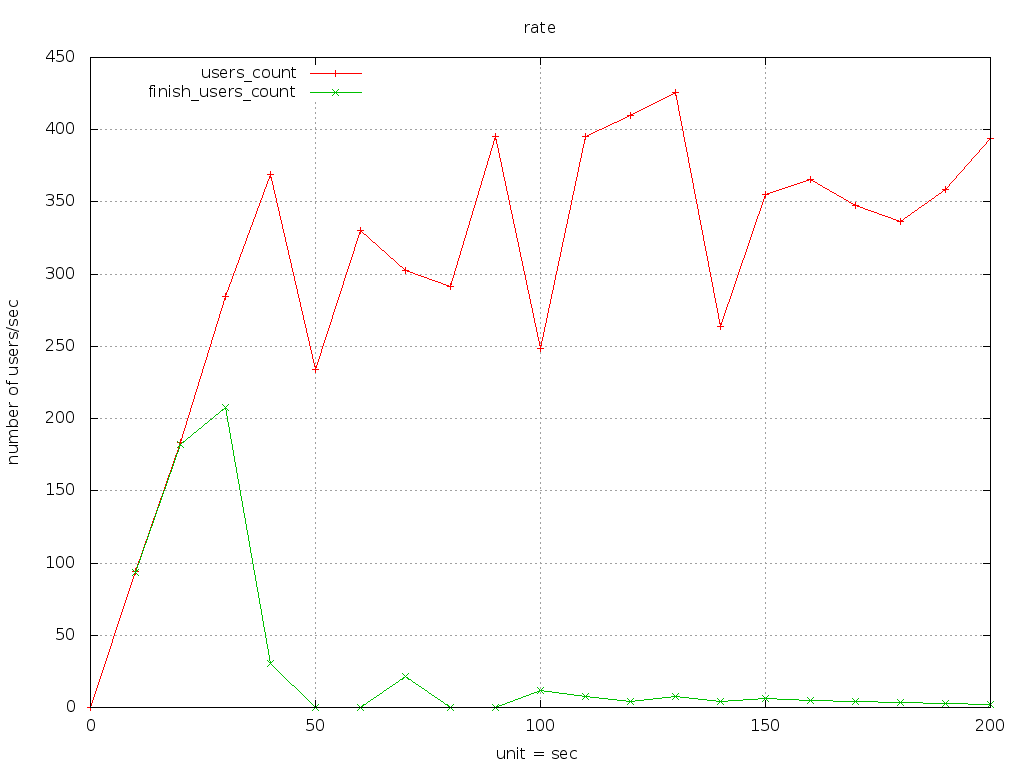 rate
users_count
finish_users_count
450
400
350
300
250
200
150
100
50
0
number of users/sec
0 50 100 150 200
unit = sec